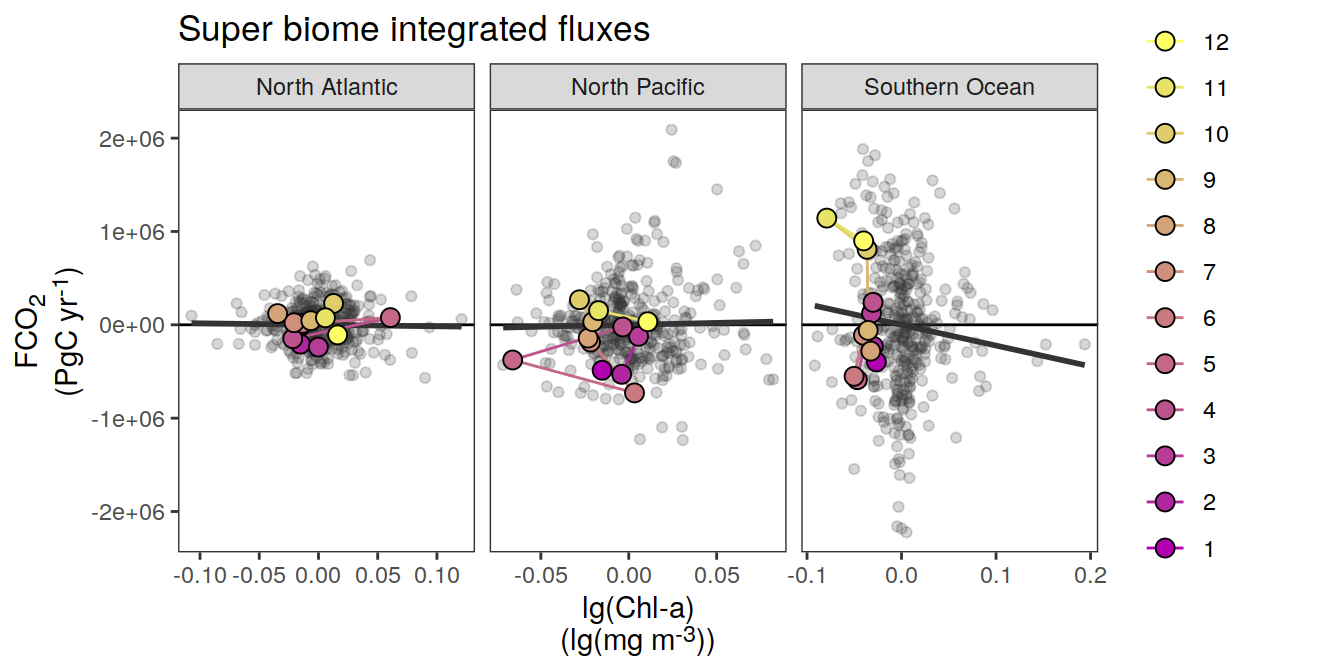 Super biome integrated fluxes
North Atlantic
North Pacific
Southern Ocean
FCO₂
(PgC yr⁻¹)
2e+06
1e+06
0e+00
-1e+06
-2e+06
-0.10 -0.05 0.00 0.05 0.10
-0.05 0.00 0.05
-0.1 0.0 0.1 0.2
lg(Chl-a)
(lg(mg m⁻³))
12
11
10
9
8
7
6
5
4
3
2
1